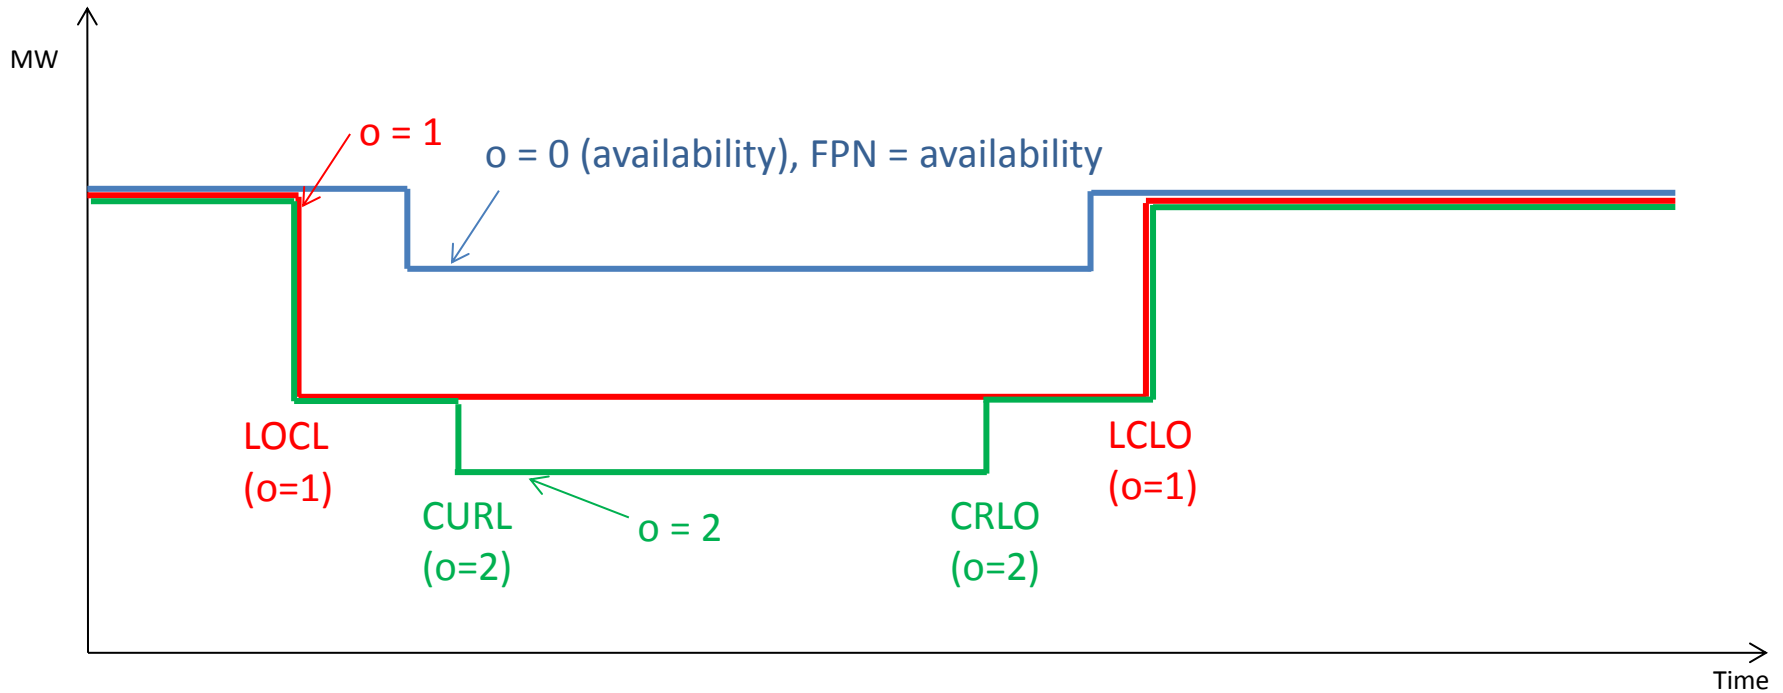 MW
o = 1
o = 0 (availability), FPN = availability
LOCL
(o=1)
LCLO
(o=1)
CURL
(o=2)
o = 2
CRLO
(o=2)
Time